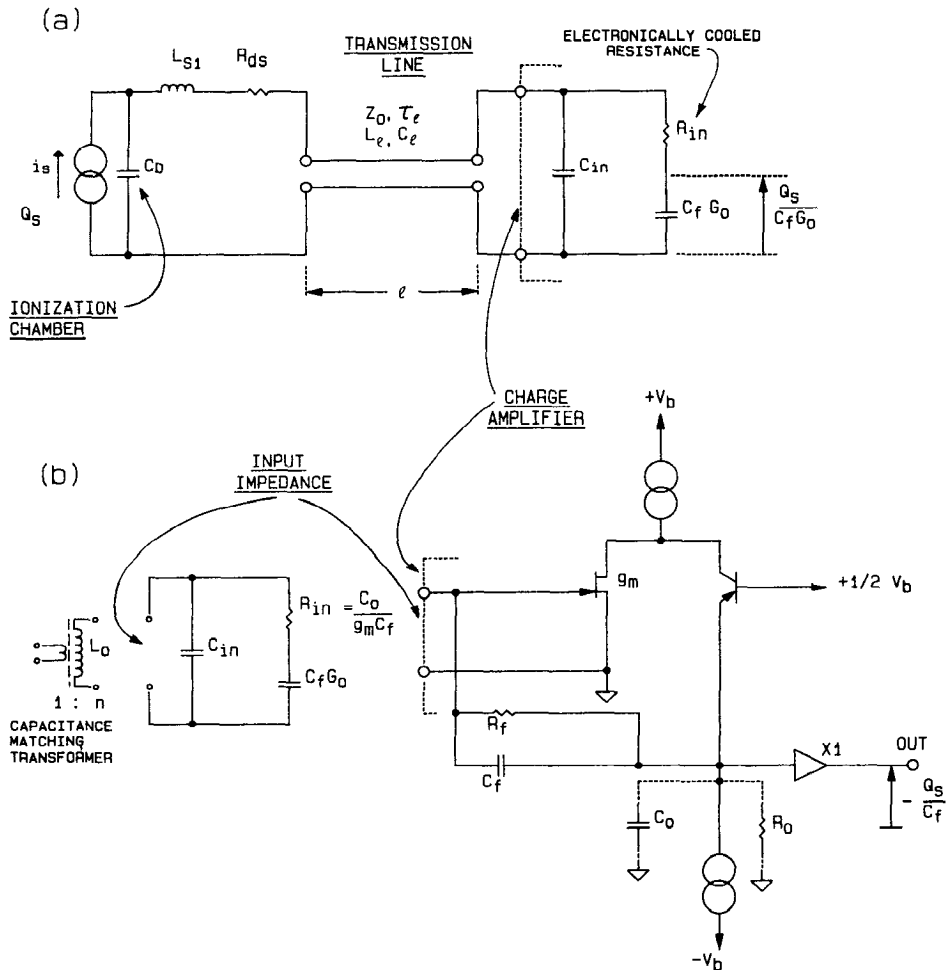 (a)
L_S1
R_ds
TRANSMISSION
LINE
Z_0, τ_ℓ
L_ℓ, C_ℓ
ELECTRONICALLY COOLED
RESISTANCE
i_s
Q_s
C_D
C_in
R_in
C_f G_0
Q_s
C_f G_0
ℓ
IONIZATION
CHAMBER
CHARGE
AMPLIFIER
+V_b
(b)
INPUT
IMPEDANCE
g_m
+1/2 V_b
R_in = C_0
g_m C_f
L_0
C_in
C_f G_0
1 : n
CAPACITANCE
MATCHING
TRANSFORMER
R_f
C_f
X1
OUT
- Q_s
C_f
C_0
R_0
-V_b